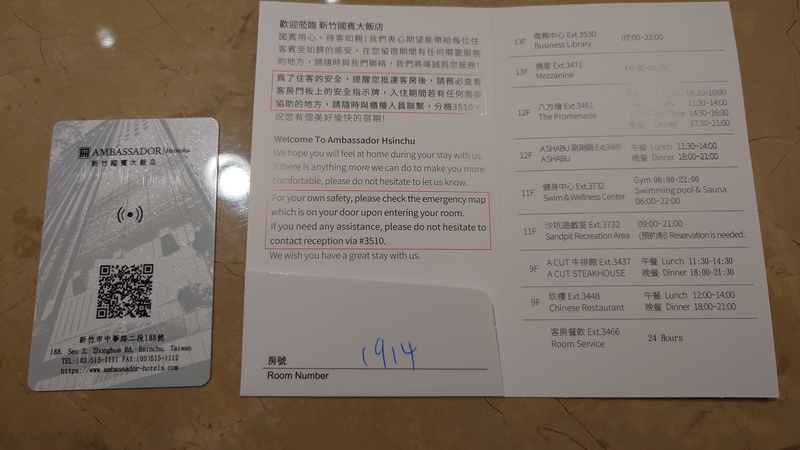 AMBASSADOR Hsinchu
新竹國賓大飯店
新竹市中華路二段188號
188, Sec 2, Zhonghua Rd, Hsinchu, Taiwan
TEL:(03)515-1111 FAX:(03)515-1112
https://www.ambassador-hotels.com
歡迎蒞臨 新竹國賓大飯店
國賓用心、待客如親!我們衷心期望能帶給每位住
客賓至如歸的感受。在您留宿期間有任何需要服務
的地方，請隨時與我們聯絡，我們將竭誠為您服務!
爲了住客的安全，提醒您抵達客房後，請務必查看
客房門板上的安全指示牌，入住期間若有任何需要
協助的地方，請隨時與櫃檯人員聯繫，分機3510。
祝您有個美好愉快的住宿期間!
Welcome To Ambassador Hsinchu
We hope you will feel at home during your stay with us.
If there is anything more we can do to make you more
comfortable, please do not hesitate to let us know.
For your own safety, please check the emergency map
which is on your door upon entering your room.
If you need any assistance, please do not hesitate to
contact reception via #3510.
We wish you have a great stay with us.
房號
Room Number
1914
13F 商務中心 Ext.3530 07:00~22:00
Business Library
13F 摘星 Ext.3471
Mezzanine
12F 八方燴 Ext.3461 06:30~10:00
The Promenade 11:30~14:00
14:30~16:30
晚餐 Dinner 17:30~21:30
12F ASHABU 涮涮鍋 Ext.3469 午餐 Lunch 11:30~14:00
ASHABU 晚餐 Dinner 18:00~21:00
11F 健身中心 Ext.3732 Gym 06:00~22:00
Swim & Wellness Center Swimming pool & Sauna
06:00~22:00
11F 沙坑遊戲室 Ext.3732 09:00~21:00
Sandpit Recreation Area (預約制) Reservation is needed.
9F A CUT 牛排館 Ext.3437 午餐 Lunch 11:30~14:30
A CUT STEAKHOUSE 晚餐 Dinner 18:00~21:30
9F 玖樓 Ext.3448 午餐 Lunch 12:00~14:00
Chinese Restaurant 晚餐 Dinner 18:00~21:00
客房餐飲 Ext.3466 24 Hours
Room Service